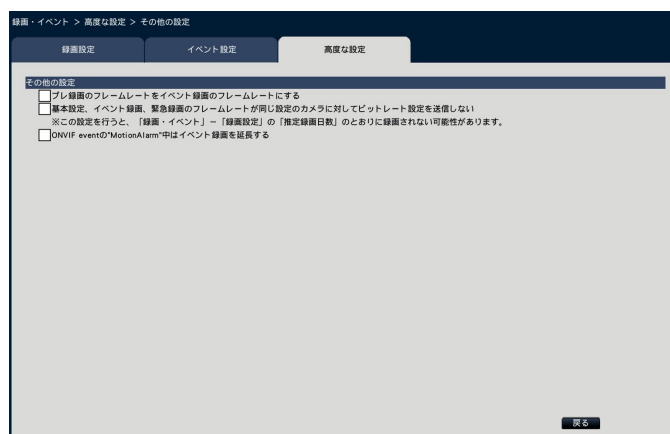 録画・イベント > 高度な設定 > その他の設定
録画設定
イベント設定
高度な設定
その他の設定
プレ録画のフレームレートをイベント録画のフレームレートにする
基本設定、イベント録画、緊急録画のフレームレートが同じ設定のカメラに対してビットレート設定を送信しない
※この設定を行うと、「録画・イベント」－「録画設定」の「推定録画日数」のとおりに録画されない可能性があります。
ONVIF eventの"MotionAlarm"中はイベント録画を延長する
戻る